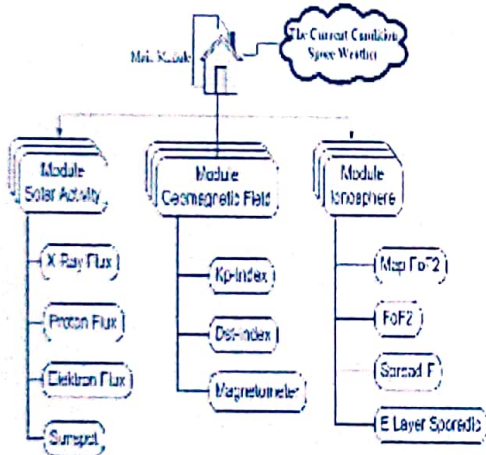 Main Module
The Current Condition
Space Weather
Module
Solar Activity
Module
Geomagnetic Field
Module
Ionosphere
X Ray Flux
Proton Flux
Elektron Flux
Sunspot
Kp-Index
Dst-Index
Magnetometer
Map FoF2
FoF2
Spread F
E Layer Sporadic